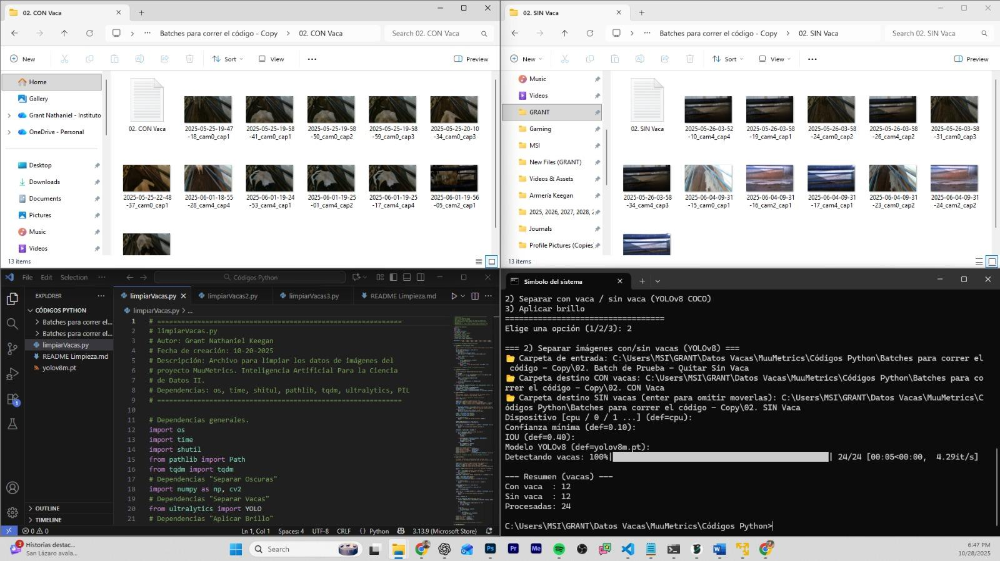 02. CON Vaca
Batches para correr el código - Copy > 02. CON Vaca
Search 02. CON Vaca
New
Sort
View
Preview
Home
Gallery
Grant Nathaniel - Instituto
OneDrive - Personal
Desktop
Downloads
Documents
Pictures
Music
Videos
02. CON Vaca
2025-05-25-19-47
-18_cam0_cap1
2025-05-25-19-58
-41_cam0_cap1
2025-05-25-19-58
-50_cam0_cap2
2025-05-25-19-58
-59_cam0_cap3
2025-05-25-20-10
-34_cam0_cap3
2025-05-25-22-48
-37_cam0_cap1
2025-06-01-18-55
-28_cam4_cap4
2025-06-01-19-24
-53_cam4_cap1
2025-06-01-19-25
-01_cam4_cap2
2025-06-01-19-25
-17_cam4_cap4
2025-06-01-19-56
-05_cam2_cap1
13 items
02. SIN Vaca
Batches para correr el código - Copy > 02. SIN Vaca
Search 02. SIN Vaca
New
Sort
View
Preview
Music
Videos
GRANT
Gaming
MSI
New Files (GRANT)
Videos & Assets
Armería Keegan
2025, 2026, 2027, 2028, 2
Journals
Profile Pictures (Copies
02. SIN Vaca
2025-05-26-03-52
-10_cam4_cap4
2025-05-26-03-58
-19_cam4_cap1
2025-05-26-03-58
-24_cam0_cap2
2025-05-26-03-58
-26_cam4_cap2
2025-05-26-03-58
-31_cam0_cap3
2025-05-26-03-58
-34_cam4_cap3
2025-06-04-09-31
-15_cam0_cap1
2025-06-04-09-31
-16_cam2_cap1
2025-06-04-09-31
-17_cam4_cap1
2025-06-04-09-31
-23_cam0_cap2
2025-06-04-09-31
-24_cam2_cap2
13 items
File Edit Selection
Códigos Python
EXPLORER
CÓDIGOS PYTHON
Batches para correr el...
Batches para correr el...
limpiarVacas.py
README Limpieza.md
yolov8m.pt
OUTLINE
TIMELINE
limpiarVacas.py
limpiarVacas2.py
limpiarVacas3.py
README Limpieza.md
limpiarVacas.py > ...
1 # ============================================================
2 # limpiarVacas.py
3 # Autor: Grant Nathaniel Keegan
4 # Fecha de creación: 10-20-2025
5 # Descripción: Archivo para limpiar los datos de imágenes del
6 # proyecto MuuMetrics. Inteligencia Artificial Para la Ciencia
7 # de Datos II.
8 # Dependencias: os, time, shitul, pathlib, tqdm, ultralytics, PIL
9 # ============================================================
10
11 # Dependencias generales.
12 import os
13 import time
14 import shutil
15 from pathlib import Path
16 from tqdm import tqdm
17 # Dependencias "Separar Oscuras"
18 import numpy as np, cv2
19 # Dependencias "Separar Vacas"
20 from ultralytics import YOLO
21 # Dependencias "Aplicar Brillo"
0 0
Ln 1, Col 1 Spaces: 4 UTF-8 CRLF {} Python 3.13.9 (Microsoft Store)
Símbolo del sistema
2) Separar con vaca / sin vaca (YOLOv8 COCO)
3) Aplicar brillo
================================
Elige una opción (1/2/3): 2
=== 2) Separar imágenes con/sin vacas (YOLOv8) ===
Carpeta de entrada: C:\Users\MSI\GRANT\Datos Vacas\MuuMetrics\Códigos Python\Batches para correr el
código - Copy\02. Batch de Prueba - Quitar Sin Vaca
Carpeta destino CON vacas: C:\Users\MSI\GRANT\Datos Vacas\MuuMetrics\Códigos Python\Batches para co
rrer el código - Copy\02. CON Vaca
Carpeta destino SIN vacas (enter para omitir moverlas): C:\Users\MSI\GRANT\Datos Vacas\MuuMetrics\C
ódigos Python\Batches para correr el código - Copy\02. SIN Vaca
Dispositivo [cpu / 0 / 1 ...] (def=cpu):
Confianza mínima (def=0.10):
IOU (def=0.40):
Modelo YOLOv8 (def=yolov8m.pt):
Detectando vacas: 100%| | 24/24 [00:05<00:00, 4.29it/s]
--- Resumen (vacas) ---
Con vaca : 12
Sin vaca : 12
Procesadas: 24
C:\Users\MSI\GRANT\Datos Vacas\MuuMetrics\Códigos Python>
3
Historias destac...
San Lázaro avala...
Search
6:47 PM
10/28/2025